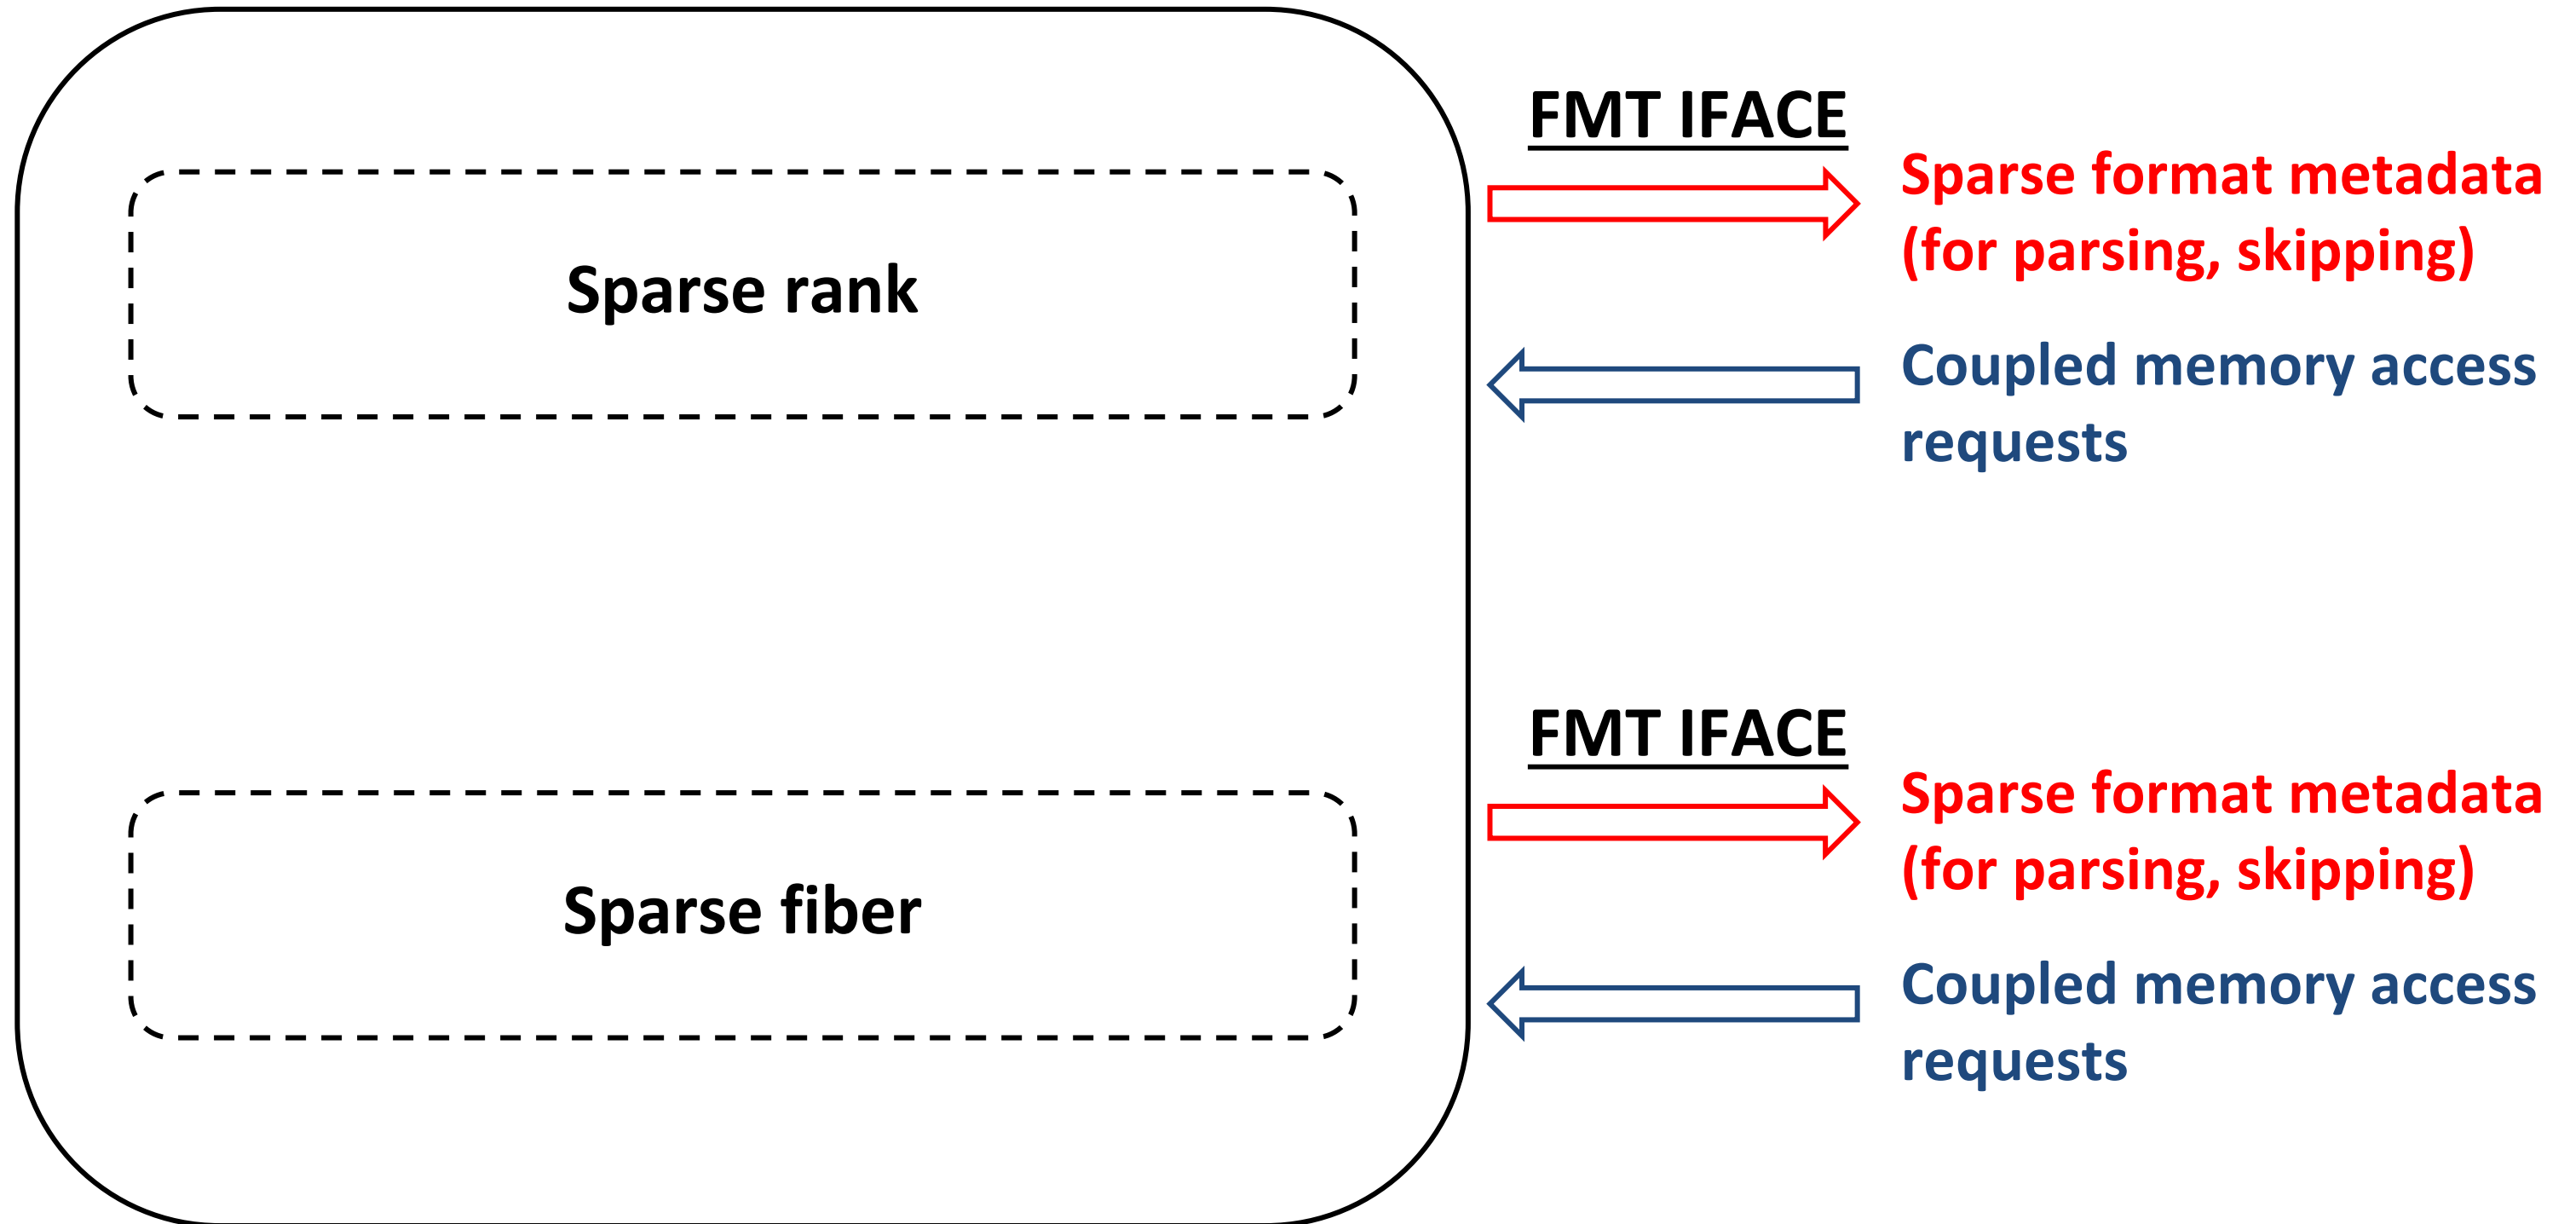 FMT IFACE
Sparse format metadata
(for parsing, skipping)
Sparse rank
Coupled memory access
requests
FMT IFACE
Sparse format metadata
(for parsing, skipping)
Sparse fiber
Coupled memory access
requests